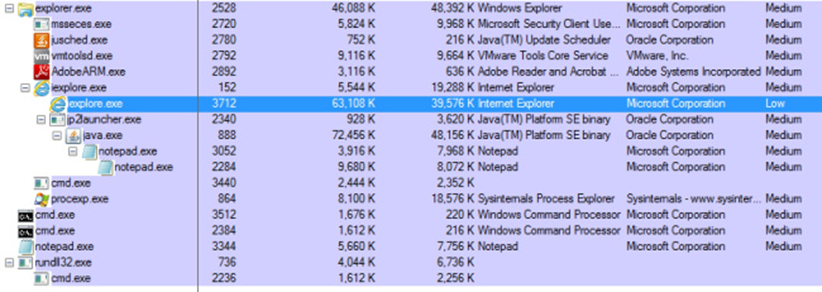 explorer.exe 2528 46,088 K 48,392 K Windows Explorer Microsoft Corporation Medium
msseces.exe 2720 5,824 K 9,968 K Microsoft Security Client Use... Microsoft Corporation Medium
jusched.exe 2780 752 K 216 K Java(TM) Update Scheduler Oracle Corporation Medium
vmtoolsd.exe 2792 9,116 K 9,664 K VMware Tools Core Service VMware, Inc. Medium
AdobeARM.exe 2892 3,116 K 636 K Adobe Reader and Acrobat ... Adobe Systems Incorporated Medium
iexplore.exe 152 5,544 K 19,288 K Internet Explorer Microsoft Corporation Medium
iexplore.exe 3712 63,108 K 39,576 K Internet Explorer Microsoft Corporation Low
jp2launcher.exe 2340 928 K 3,620 K Java(TM) Platform SE binary Oracle Corporation Medium
java.exe 888 72,456 K 48,156 K Java(TM) Platform SE binary Oracle Corporation Medium
notepad.exe 3052 3,916 K 7,968 K Notepad Microsoft Corporation Medium
notepad.exe 2284 9,680 K 8,072 K Notepad Microsoft Corporation Medium
cmd.exe 3440 2,444 K 2,352 K
procexp.exe 864 8,100 K 18,576 K Sysinternals Process Explorer Sysinternals - www.sysinter... Medium
cmd.exe 3512 1,676 K 220 K Windows Command Processor Microsoft Corporation Medium
cmd.exe 2384 1,612 K 216 K Windows Command Processor Microsoft Corporation Medium
notepad.exe 3344 5,660 K 7,756 K Notepad Microsoft Corporation Medium
rundll32.exe 736 4,044 K 6,736 K
cmd.exe 2236 1,612 K 2,256 K